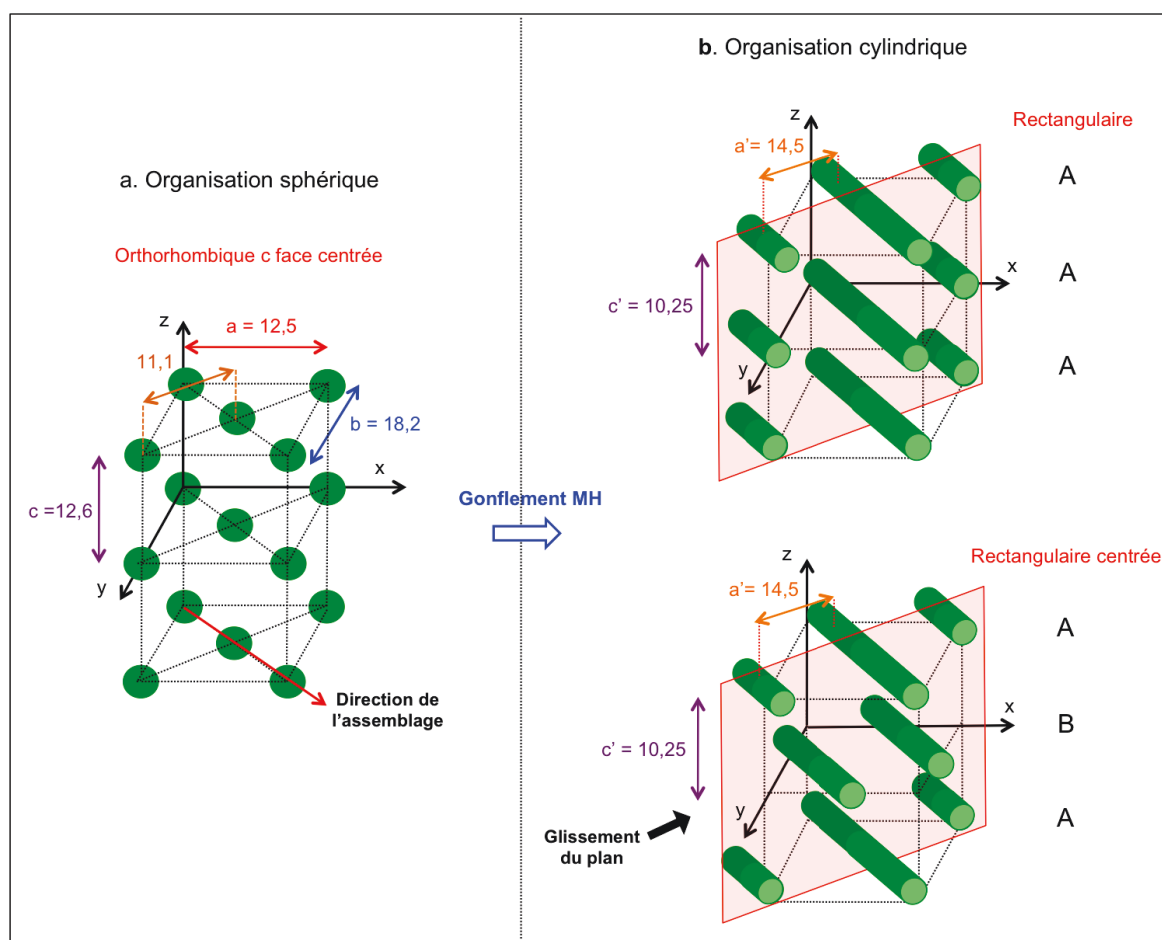 a. Organisation sphérique
Orthorhombique c face centrée
z
a = 12,5
11,1
b = 18,2
x
c =12,6
y
Direction de
l'assemblage
Gonflement MH
b. Organisation cylindrique
Rectangulaire
z
a'= 14,5
A
x
A
c' = 10,25
A
y
Rectangulaire centrée
z
a'= 14,5
A
x
B
c' = 10,25
A
y
Glissement
du plan